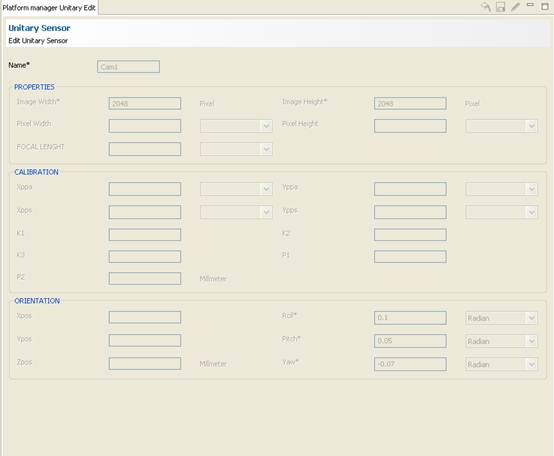 Platform manager Unitary Edit
Unitary Sensor
Edit Unitary Sensor
Name* Cam1
PROPERTIES
Image Width* 2048 Pixel Image Height* 2048 Pixel
Pixel Width Pixel Height
FOCAL LENGHT
CALIBRATION
Xppa Yppa
Xpps Ypps
K1 K2
K3 P1
P2 Millimeter
ORIENTATION
Xpos Roll* 0.1 Radian
Ypos Pitch* 0.05 Radian
Zpos Millimeter Yaw* -0.07 Radian